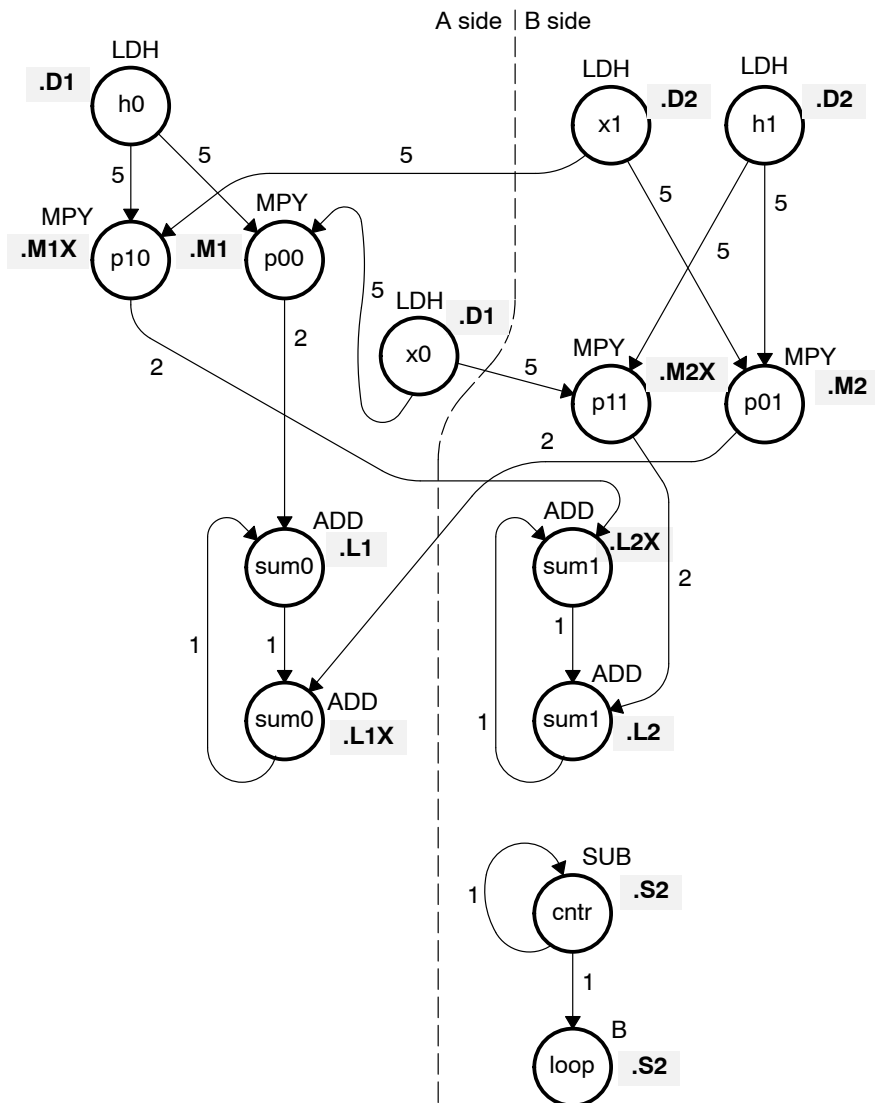 A side B side
LDH
.D1
h0
LDH
.D2
x1
LDH
.D2
h1
5
5
5
5
5
5
MPY
.M1X
p10
MPY
.M1
p00
5
LDH
.D1
x0
5
MPY
.M2X
p11
MPY
.M2
p01
2
2
2
2
ADD
.L1
sum0
ADD
.L2X
sum1
1
1
1
1
ADD
.L1X
sum0
ADD
.L2
sum1
SUB
.S2
cntr
1
1
B
.S2
loop